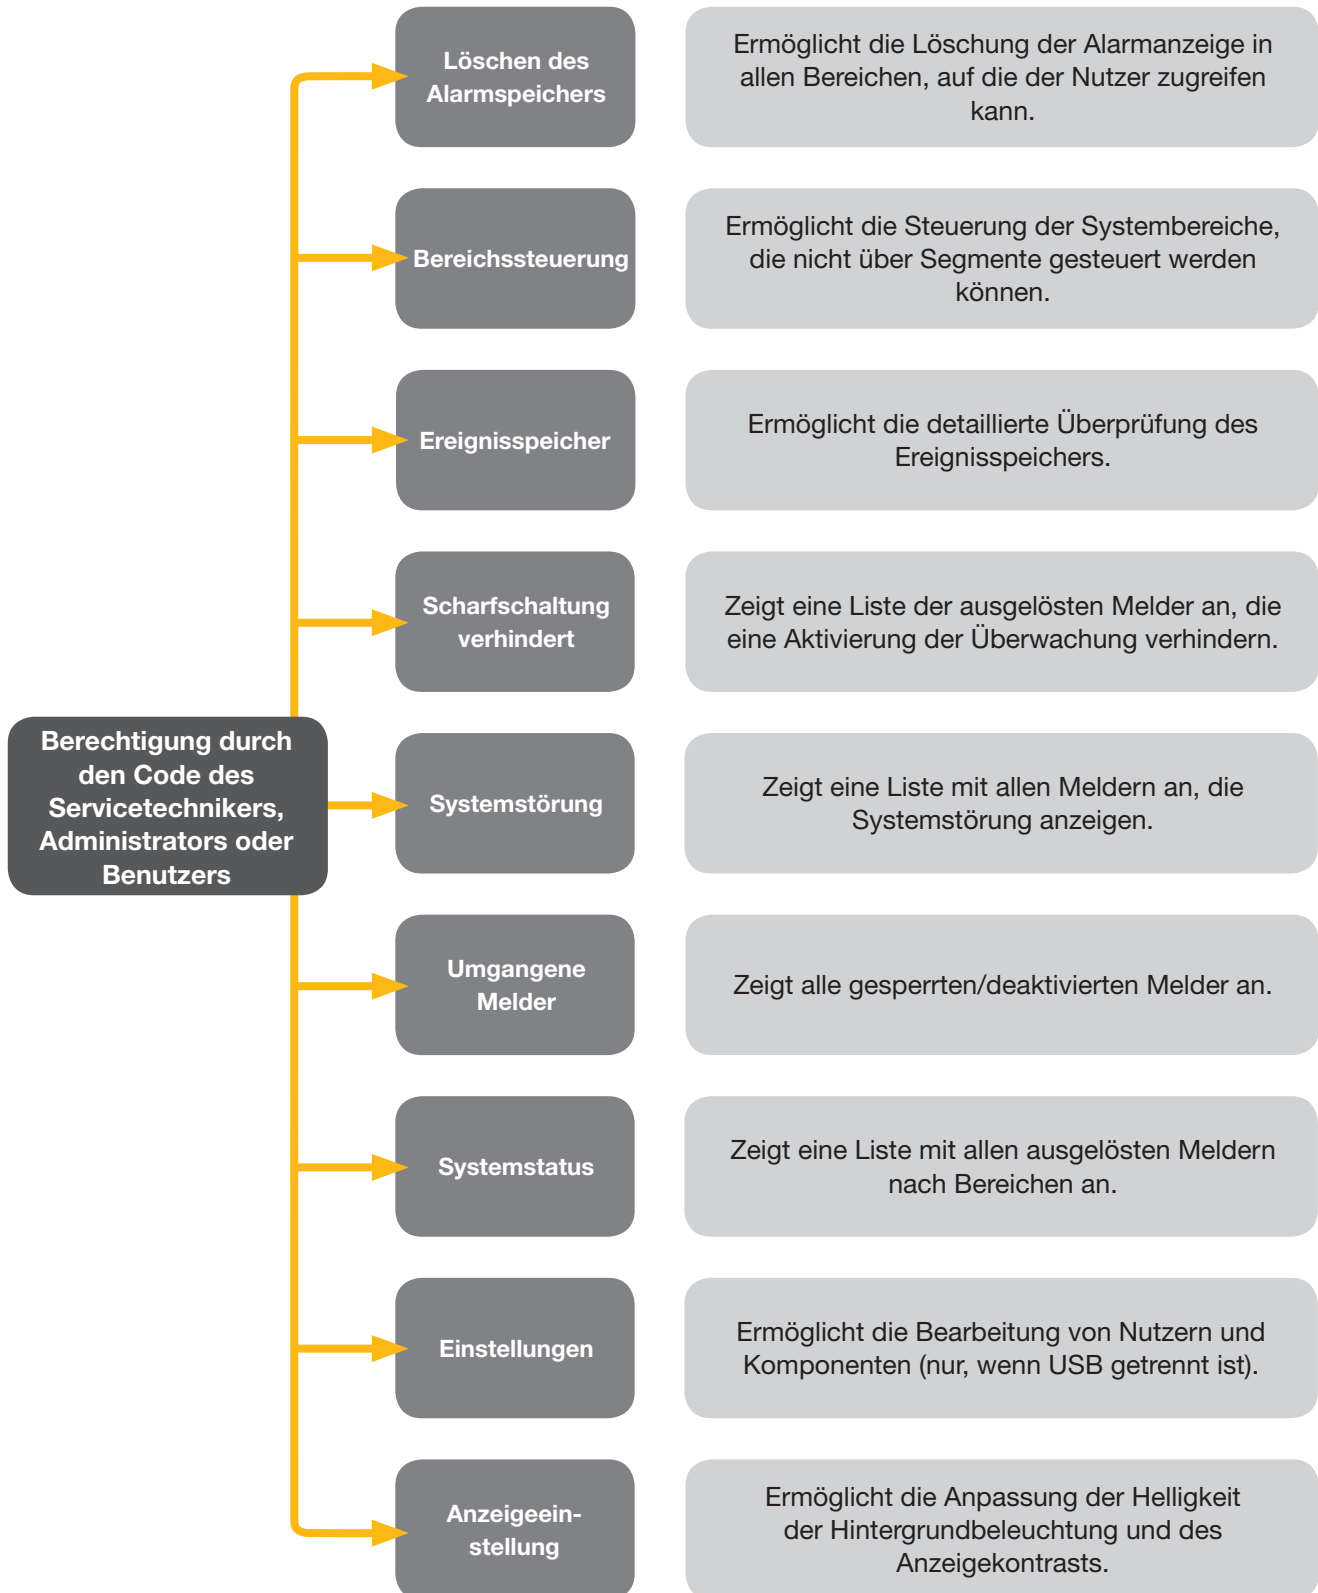 Löschen des
Alarmspeichers
Ermöglicht die Löschung der Alarmanzeige in
allen Bereichen, auf die der Nutzer zugreifen
kann.
Bereichssteuerung
Ermöglicht die Steuerung der Systembereiche,
die nicht über Segmente gesteuert werden
können.
Ereignisspeicher
Ermöglicht die detaillierte Überprüfung des
Ereignisspeichers.
Scharfschaltung
verhindert
Zeigt eine Liste der ausgelösten Melder an, die
eine Aktivierung der Überwachung verhindern.
Berechtigung durch
den Code des
Servicetechnikers,
Administrators oder
Benutzers
Systemstörung
Zeigt eine Liste mit allen Meldern an, die
Systemstörung anzeigen.
Umgangene
Melder
Zeigt alle gesperrten/deaktivierten Melder an.
Systemstatus
Zeigt eine Liste mit allen ausgelösten Meldern
nach Bereichen an.
Einstellungen
Ermöglicht die Bearbeitung von Nutzern und
Komponenten (nur, wenn USB getrennt ist).
Anzeigeein-
stellung
Ermöglicht die Anpassung der Helligkeit
der Hintergrundbeleuchtung und des
Anzeigekontrasts.